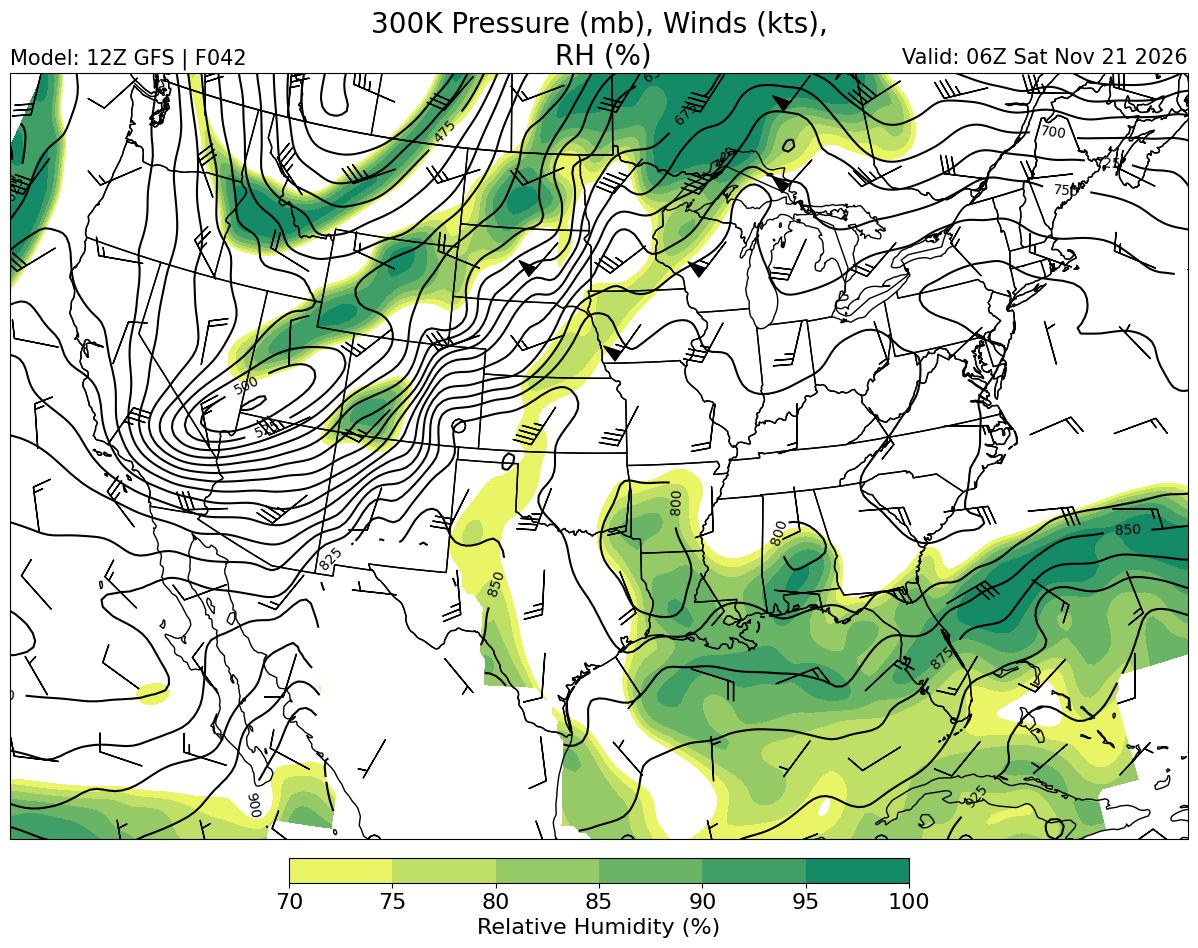 300K Pressure (mb), Winds (kts),
RH (%)
Model: 12Z GFS | F042
Valid: 06Z Sat Nov 21 2026
475
675
700
725
750
500
500
800
800
825
850
850
875
900
925
70 75 80 85 90 95 100
Relative Humidity (%)